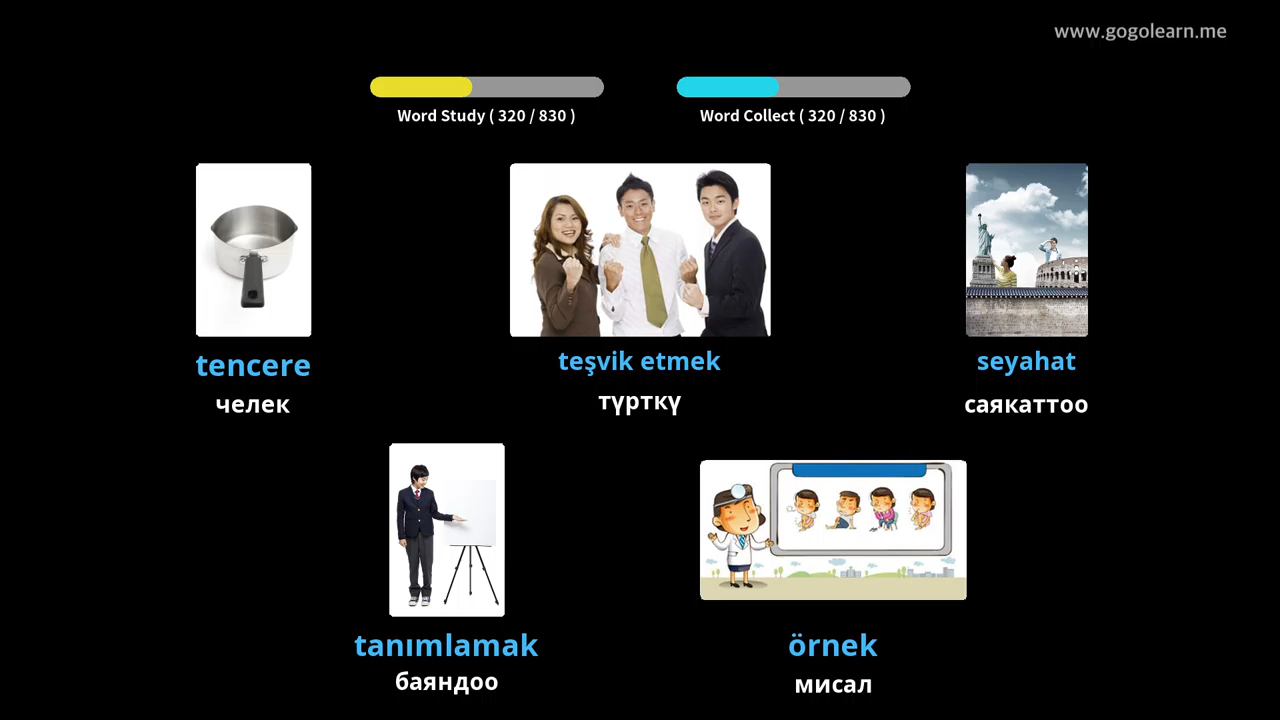 www.gogolearn.me
Word Study ( 320 / 830 )
Word Collect ( 320 / 830 )
tencere
челек
teşvik etmek
түрткү
seyahat
саякаттоо
tanımlamak
баяндоо
örnek
мисал